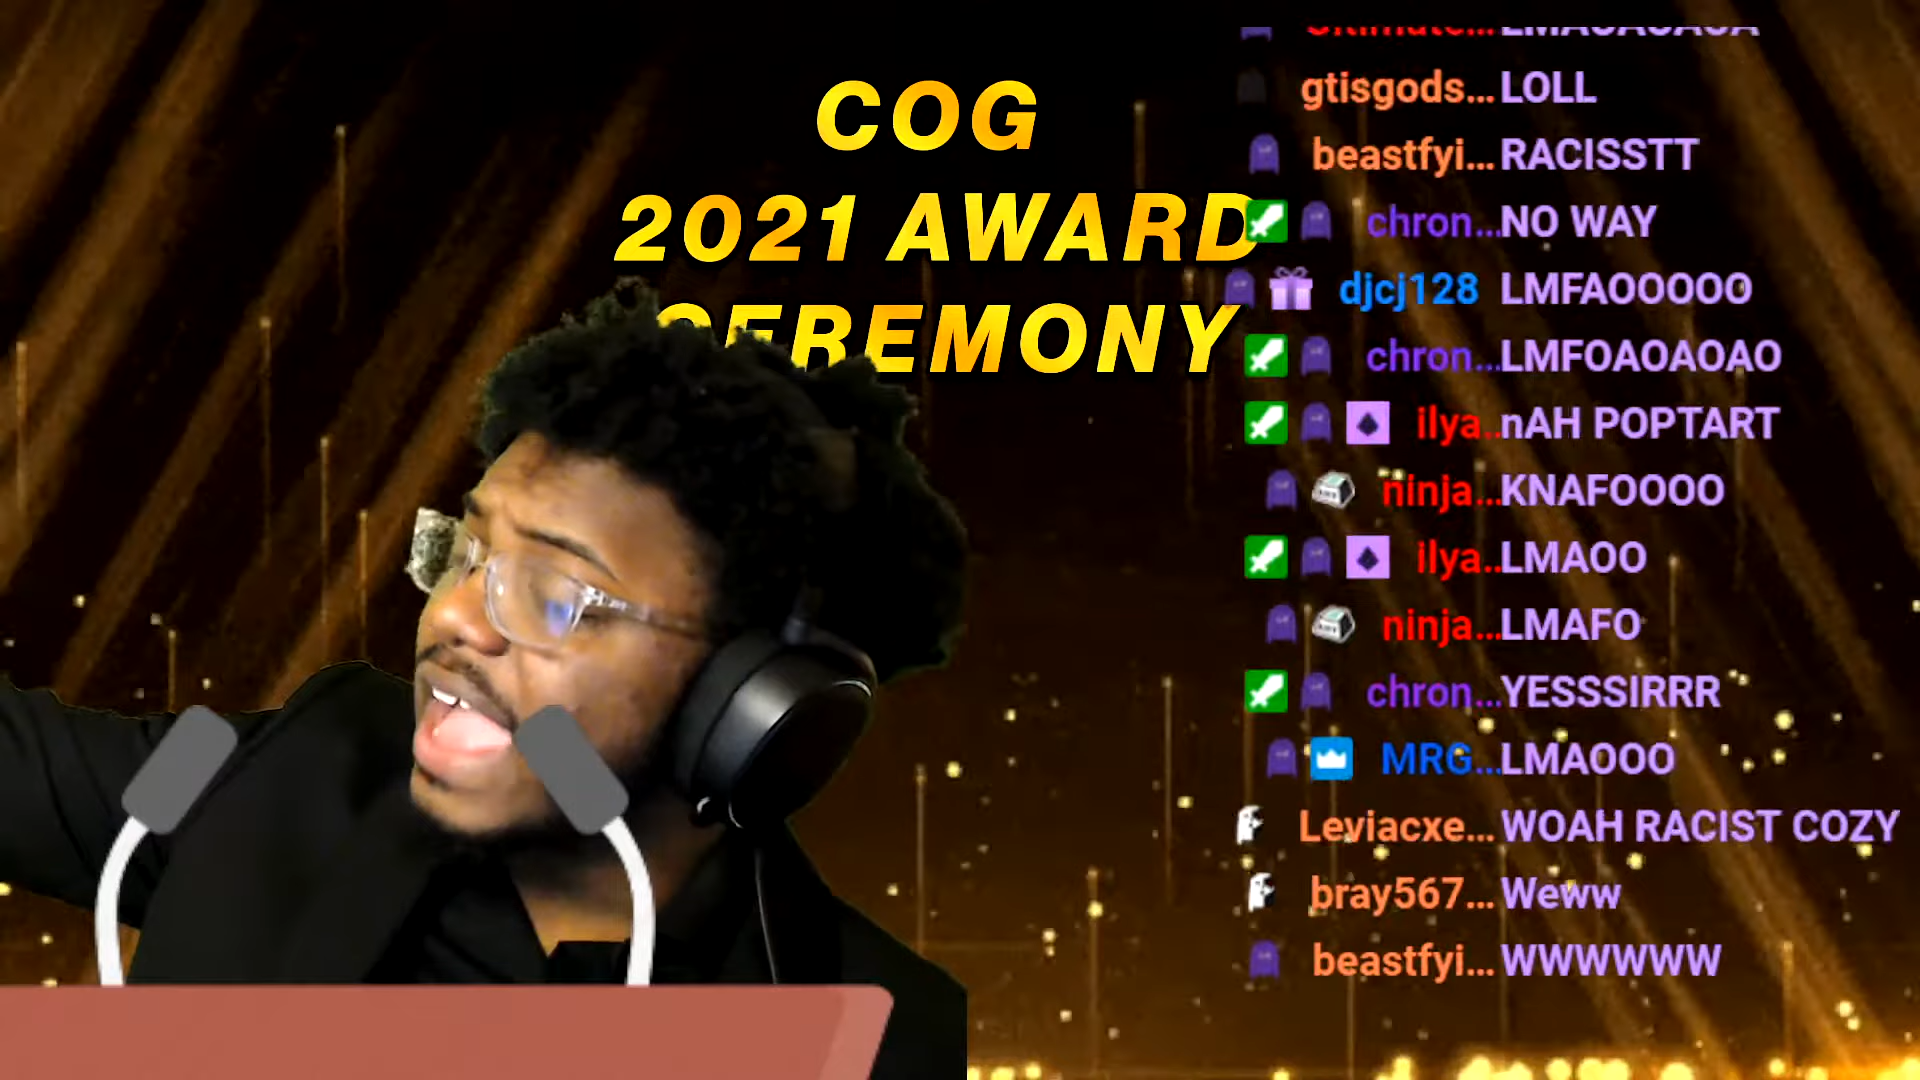 COG
2021 AWARD
CEREMONY
gtisgods... LOLL
beastfyi... RACISSTT
chron... NO WAY
djcj128 LMFAOOOOO
chron... LMFOAOAOAO
ilya.. nAH POPTART
ninja... KNAFOOOO
ilya.. LMAOO
ninja... LMAFO
chron... YESSSIRRR
MRG... LMAOOO
Leviacxe... WOAH RACIST COZY
bray567... Weww
beastfyi... WWWWWW